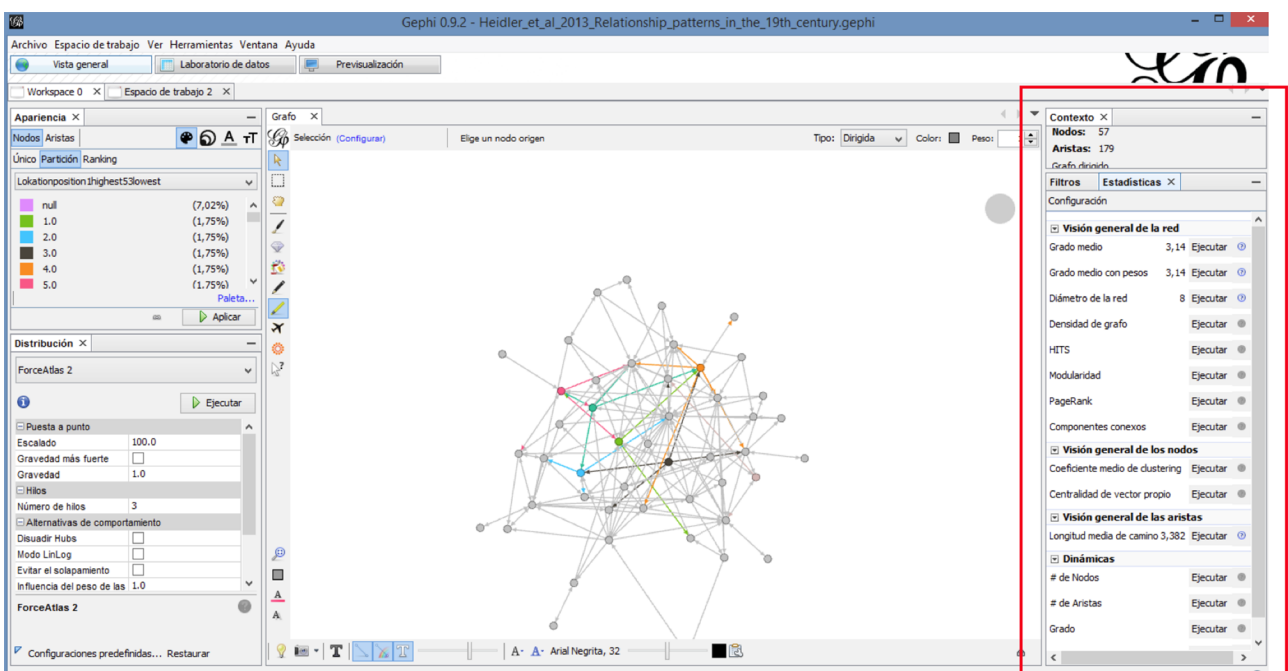 Gephi 0.9.2 - Heidler_et_al_2013_Relationship_patterns_in_the_19th_century.gephi
Archivo Espacio de trabajo Ver Herramientas Ventana Ayuda
Vista general Laboratorio de datos Previsualización
Workspace 0 X Espacio de trabajo 2 X
Apariencia X
Nodos Aristas
Único Partición Ranking
Lokationposition1highest53lowest
null (7,02%)
1.0 (1,75%)
2.0 (1,75%)
3.0 (1,75%)
4.0 (1,75%)
5.0 (1,75%)
Paleta...
Aplicar
Distribución X
ForceAtlas 2
Ejecutar
Puesta a punto
Escalado 100.0
Gravedad más fuerte
Gravedad 1.0
Hilos
Número de hilos 3
Alternativas de comportamiento
Disuadir Hubs
Modo LinLog
Evitar el solapamiento
Influencia del peso de las 1.0
ForceAtlas 2
Configuraciones predefinidas... Restaurar
Grafo X
Selección (Configurar) Elige un nodo origen Tipo: Dirigida Color: Peso:
A- A- Arial Negrita, 32
Contexto X
Nodos: 57
Aristas: 179
Grafo dirigido
Filtros Estadísticas X
Configuración
Visión general de la red
Grado medio 3,14 Ejecutar
Grado medio con pesos 3,14 Ejecutar
Diámetro de la red 8 Ejecutar
Densidad de grafo Ejecutar
HITS Ejecutar
Modularidad Ejecutar
PageRank Ejecutar
Componentes conexos Ejecutar
Visión general de los nodos
Coeficiente medio de clustering Ejecutar
Centralidad de vector propio Ejecutar
Visión general de las aristas
Longitud media de camino 3,382 Ejecutar
Dinámicas
# de Nodos Ejecutar
# de Aristas Ejecutar
Grado Ejecutar